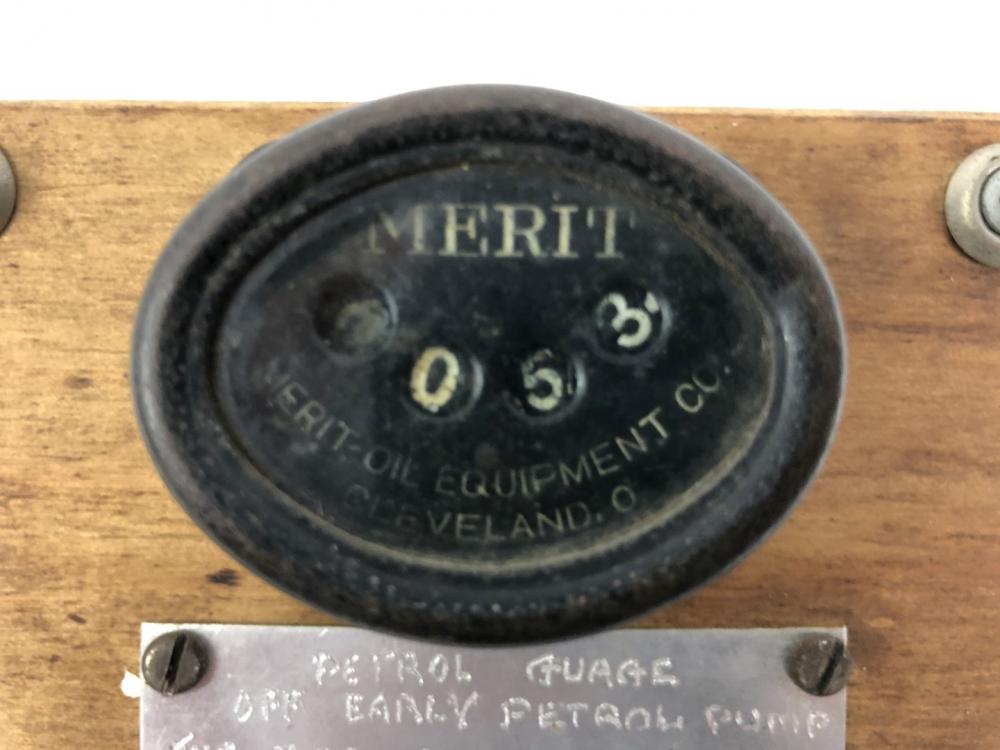 MERIT
0 5 3
MERIT-OIL EQUIPMENT CO.
CLEVELAND, O.
PETROL GUAGE
OFF EARLY PETROL PUMP